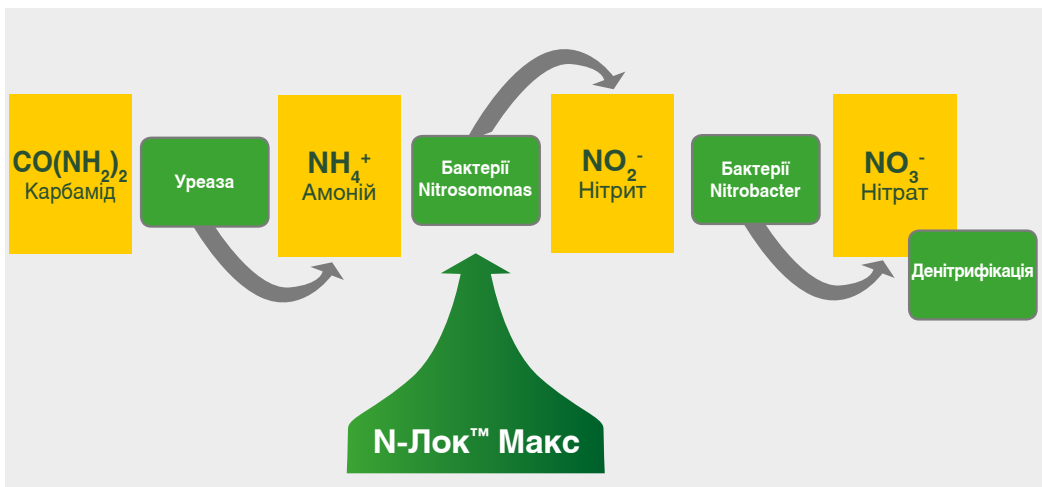 CO(NH₂)₂
Карбамід
Уреаза
NH₄⁺
Амоній
Бактерії
Nitrosomonas
NO₂⁻
Нітрит
Бактерії
Nitrobacter
NO₃⁻
Нітрат
Денітрифікація
N-Лок™ Макс